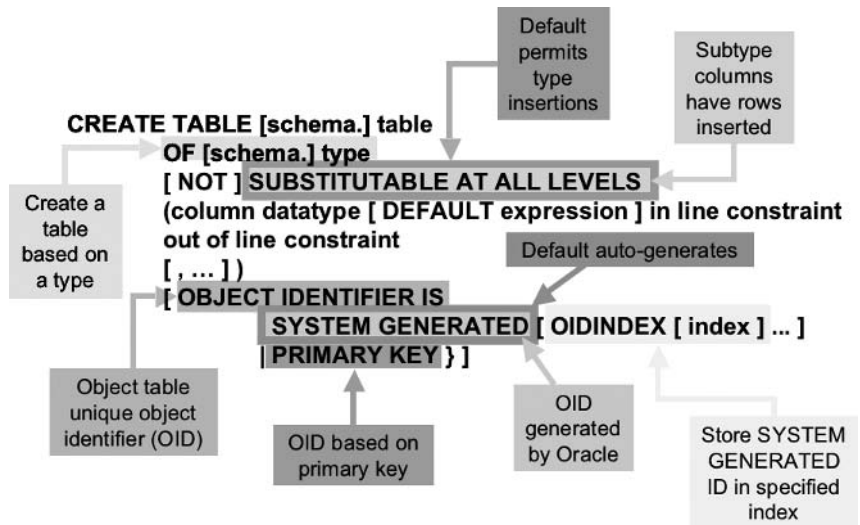 Default
permits
type
insertions
Subtype
columns
have rows
inserted
CREATE TABLE [schema.] table
OF [schema.] type
[ NOT ] SUBSTITUTABLE AT ALL LEVELS
(column datatype [ DEFAULT expression ] in line constraint
out of line constraint
[ , ... ] )
Create a
table
based on
a type
Default auto-generates
[ OBJECT IDENTIFIER IS
SYSTEM GENERATED [ OIDINDEX [ index ] ... ]
| PRIMARY KEY } ]
Object table
unique object
identifier (OID)
OID based on
primary key
OID
generated
by Oracle
Store SYSTEM
GENERATED
ID in specified
index